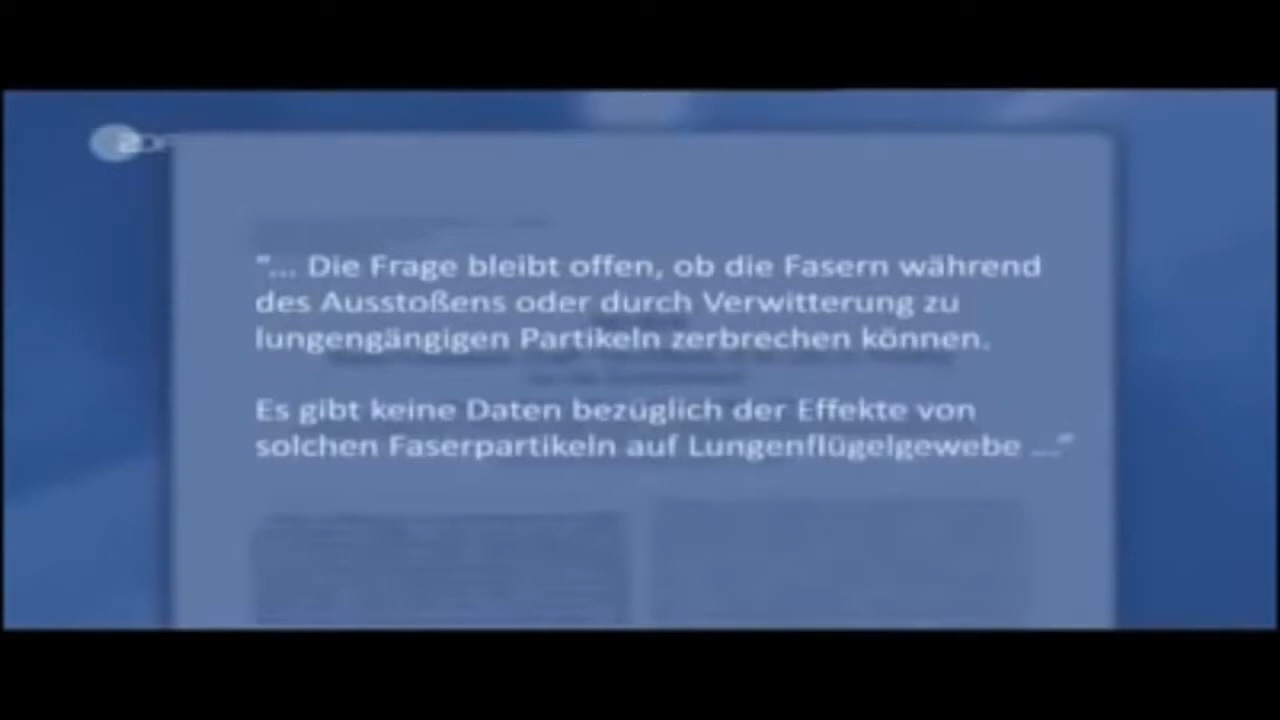 "... Die Frage bleibt offen, ob die Fasern während
des Ausstoßens oder durch Verwitterung zu
lungengängigen Partikeln zerbrechen können.
Es gibt keine Daten bezüglich der Effekte von
solchen Faserpartikeln auf Lungenflügelgewebe ..."